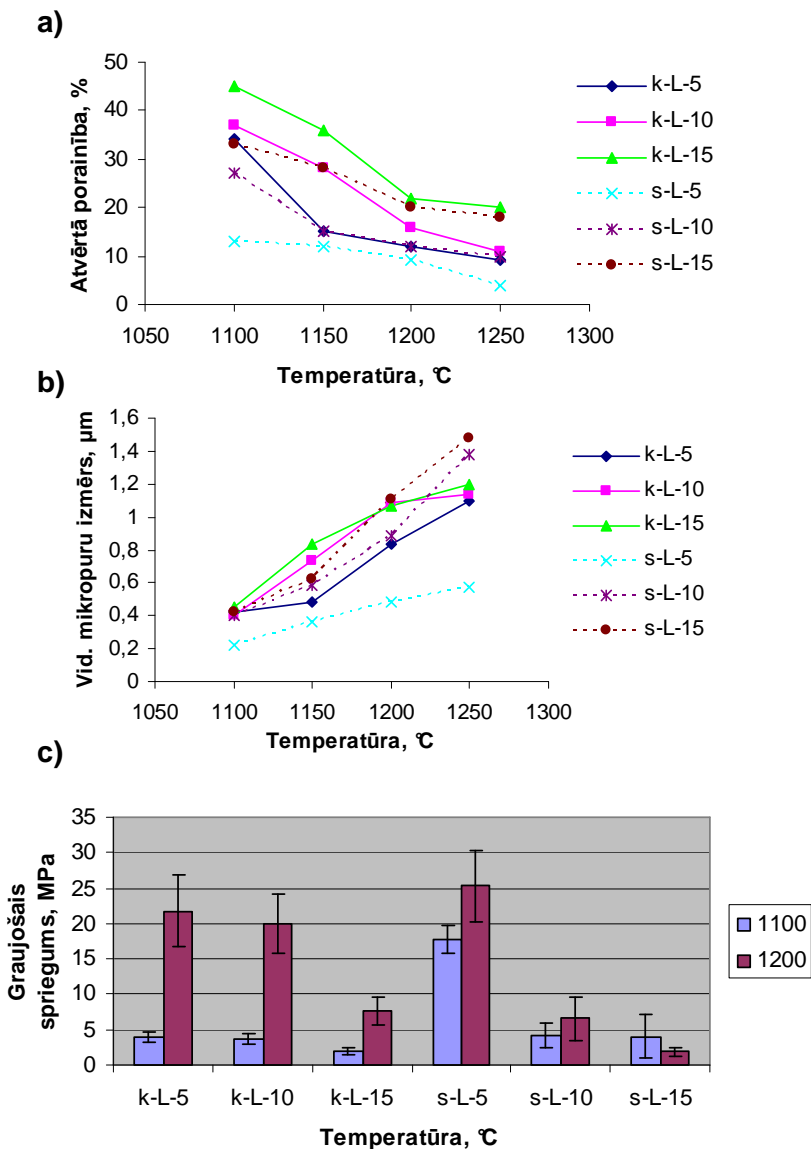 a)
Atvērtā porainība, %
50
40
30
20
10
0
1050
1100
1150
1200
1250
1300
Temperatūra, °C
k-L-5
k-L-10
k-L-15
s-L-5
s-L-10
s-L-15
b)
Vid. mikropuru izmērs, µm
1,6
1,4
1,2
1
0,8
0,6
0,4
0,2
0
1050
1100
1150
1200
1250
1300
Temperatūra, °C
k-L-5
k-L-10
k-L-15
s-L-5
s-L-10
s-L-15
c)
Graujošais
spriegums, MPa
35
30
25
20
15
10
5
0
k-L-5
k-L-10
k-L-15
s-L-5
s-L-10
s-L-15
Temperatūra, °C
1100
1200